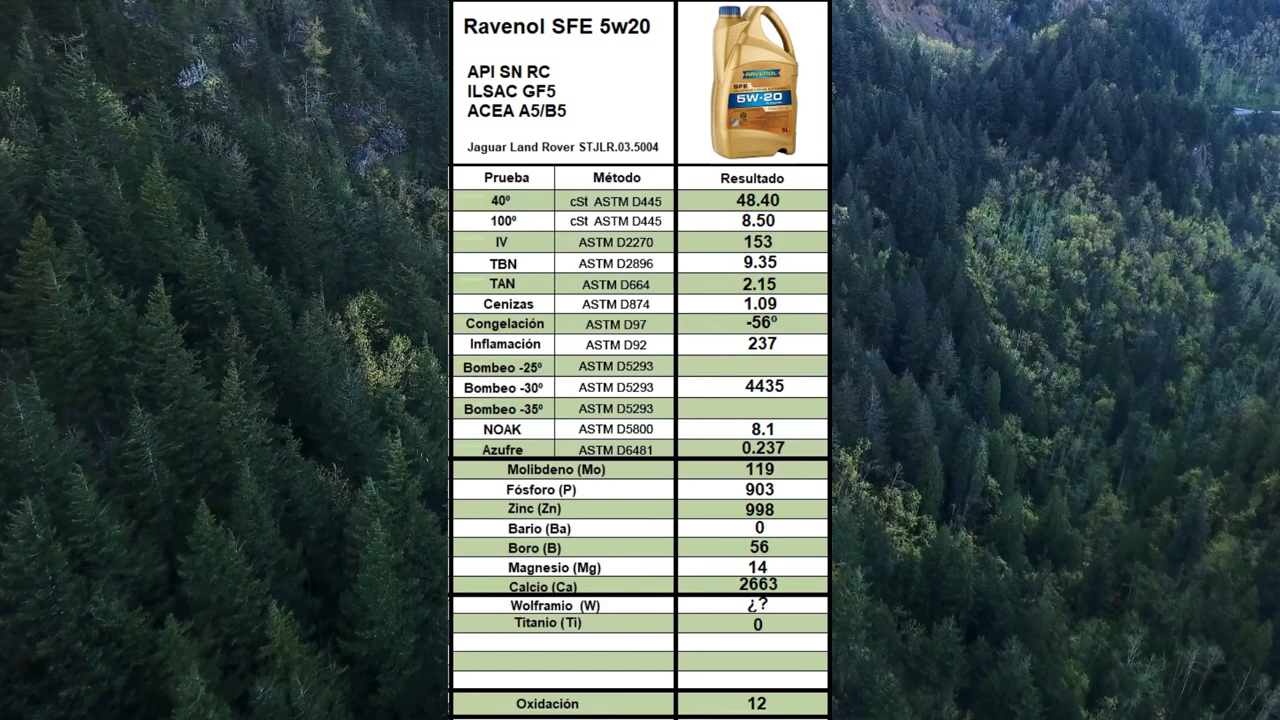 Ravenol SFE 5w20
API SN RC
ILSAC GF5
ACEA A5/B5
Jaguar Land Rover STJLR.03.5004
RAVENOL
SFE
5W-20
5L
Prueba Método Resultado
40º cSt ASTM D445 48.40
100º cSt ASTM D445 8.50
IV ASTM D2270 153
TBN ASTM D2896 9.35
TAN ASTM D664 2.15
Cenizas ASTM D874 1.09
Congelación ASTM D97 -56º
Inflamación ASTM D92 237
Bombeo -25º ASTM D5293
Bombeo -30º ASTM D5293 4435
Bombeo -35º ASTM D5293
NOAK ASTM D5800 8.1
Azufre ASTM D6481 0.237
Molibdeno (Mo) 119
Fósforo (P) 903
Zinc (Zn) 998
Bario (Ba) 0
Boro (B) 56
Magnesio (Mg) 14
Calcio (Ca) 2663
Wolframio (W) ¿?
Titanio (Ti) 0
Oxidación 12